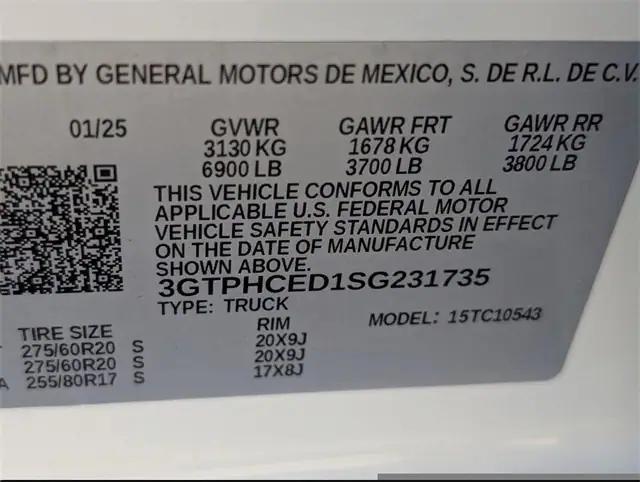 MFD BY GENERAL MOTORS DE MEXICO, S. DE R.L. DE C.V.
01/25 GVWR GAWR FRT GAWR RR
3130 KG 1678 KG 1724 KG
6900 LB 3700 LB 3800 LB
THIS VEHICLE CONFORMS TO ALL
APPLICABLE U.S. FEDERAL MOTOR
VEHICLE SAFETY STANDARDS IN EFFECT
ON THE DATE OF MANUFACTURE
SHOWN ABOVE.
3GTPHCED1SG231735
TYPE: TRUCK MODEL: 15TC10543
TIRE SIZE RIM
275/60R20 S 20X9J
275/60R20 S 20X9J
255/80R17 S 17X8J